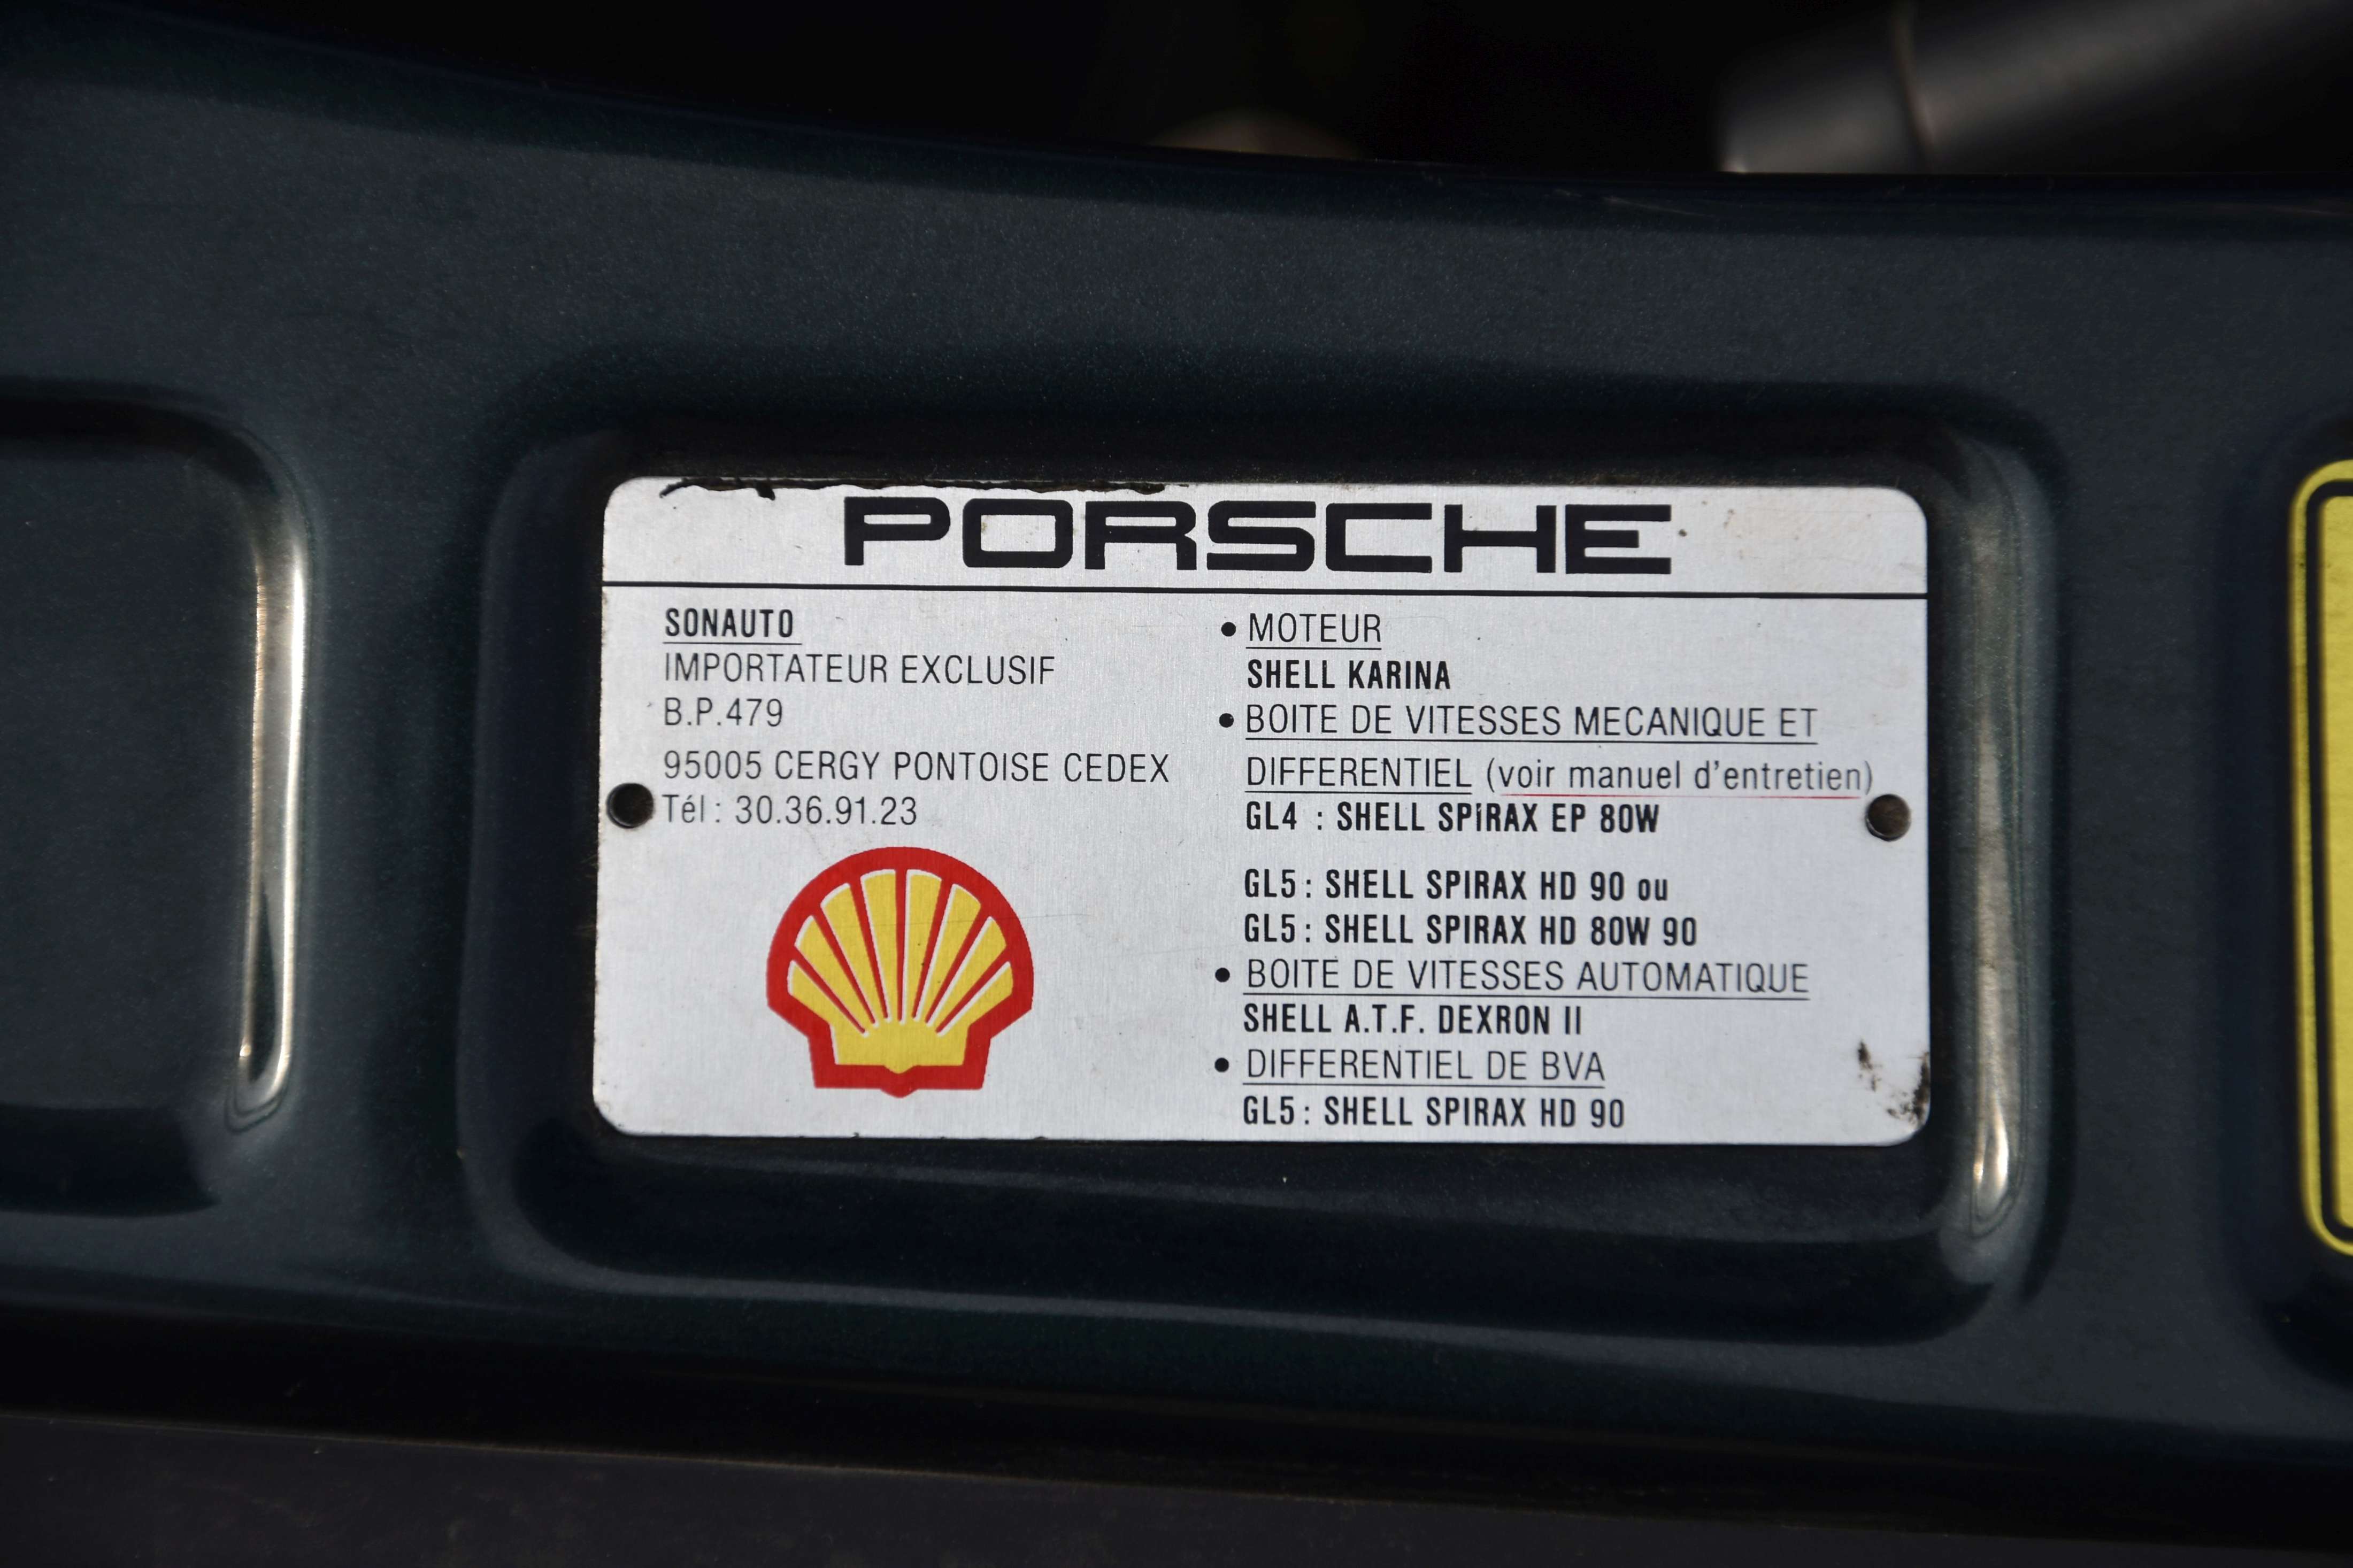 PORSCHE
SONAUTO
IMPORTATEUR EXCLUSIF
B.P.479
95005 CERGY PONTOISE CEDEX
Tél : 30.36.91.23
• MOTEUR
SHELL KARINA
• BOITE DE VITESSES MECANIQUE ET
DIFFERENTIEL (voir manuel d'entretien)
GL4 : SHELL SPIRAX EP 80W
GL5 : SHELL SPIRAX HD 90 ou
GL5 : SHELL SPIRAX HD 80W 90
• BOITE DE VITESSES AUTOMATIQUE
SHELL A.T.F. DEXRON II
• DIFFERENTIEL DE BVA
GL5 : SHELL SPIRAX HD 90